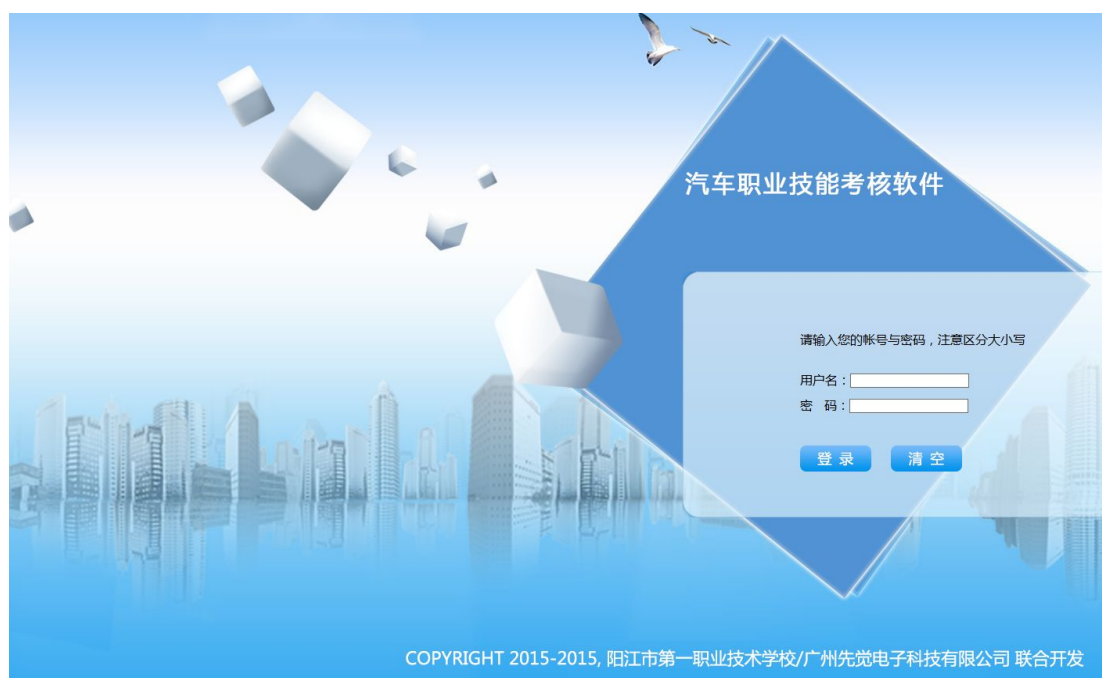 汽车职业技能考核软件
请输入您的帐号与密码，注意区分大小写
用户名：
密 码：
登 录 清 空
COPYRIGHT 2015-2015, 阳江市第一职业技术学校/广州先觉电子科技有限公司 联合开发